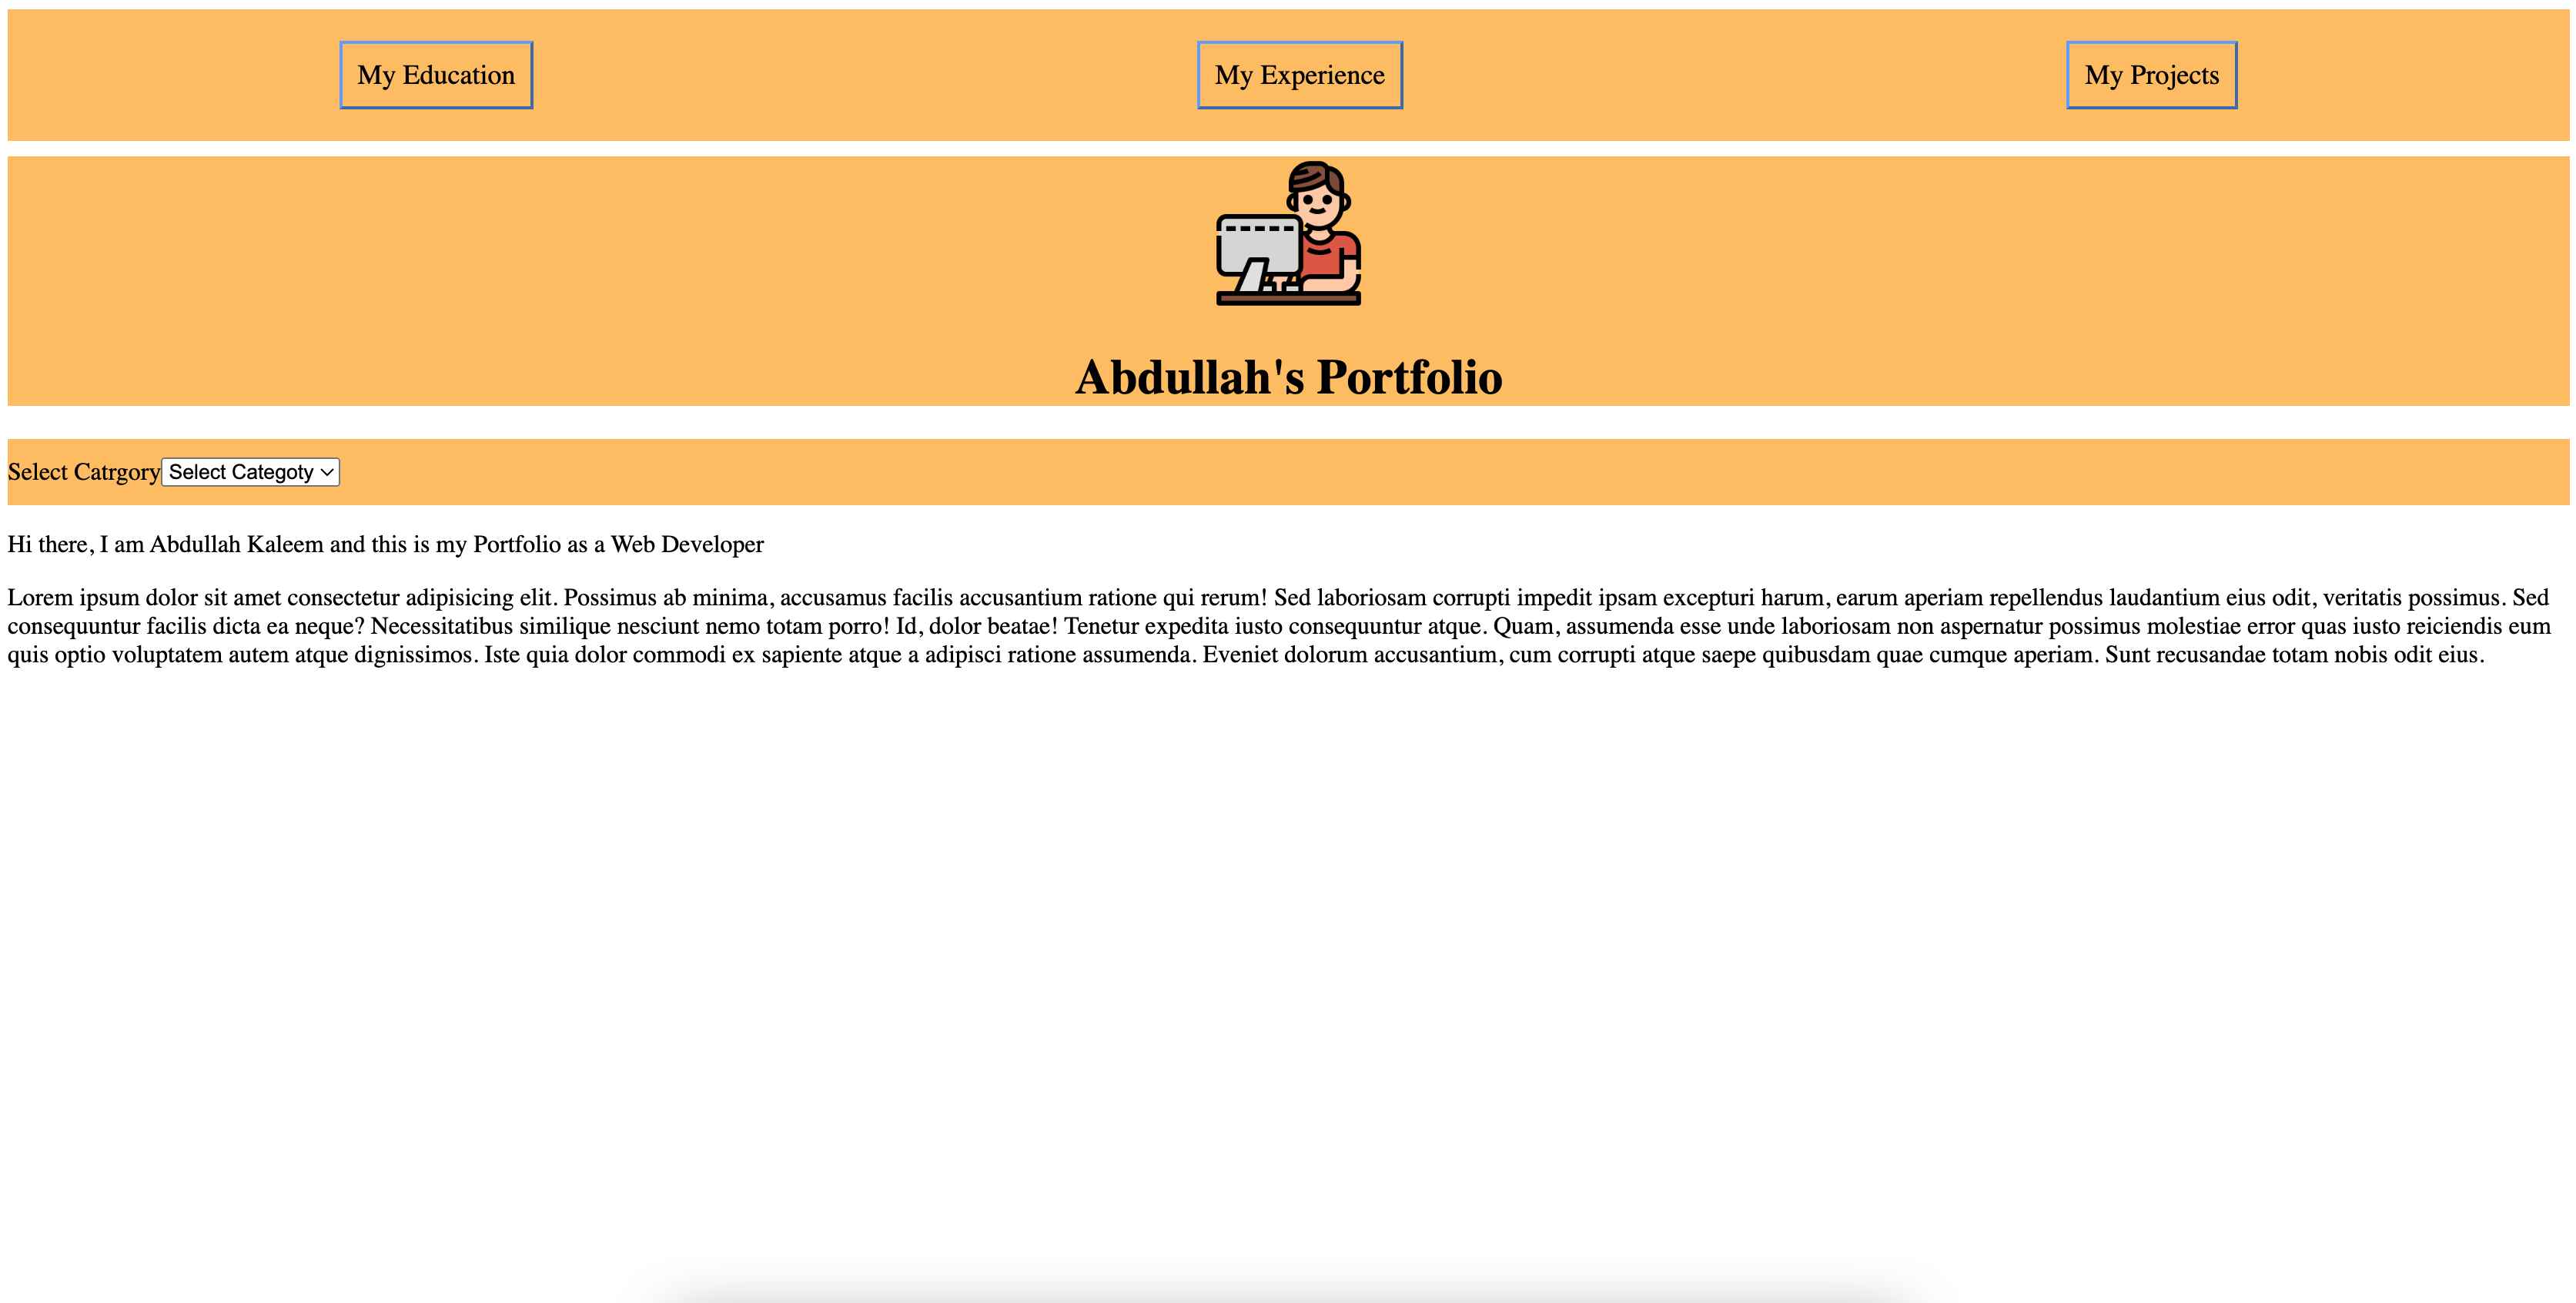 My Education My Experience My Projects
Abdullah's Portfolio
Select Catrgory Select Categoty
Hi there, I am Abdullah Kaleem and this is my Portfolio as a Web Developer
Lorem ipsum dolor sit amet consectetur adipisicing elit. Possimus ab minima, accusamus facilis accusantium ratione qui rerum! Sed laboriosam corrupti impedit ipsam excepturi harum, earum aperiam repellendus laudantium eius odit, veritatis possimus. Sed
consequuntur facilis dicta ea neque? Necessitatibus similique nesciunt nemo totam porro! Id, dolor beatae! Tenetur expedita iusto consequuntur atque. Quam, assumenda esse unde laboriosam non aspernatur possimus molestiae error quas iusto reiciendis eum
quis optio voluptatem autem atque dignissimos. Iste quia dolor commodi ex sapiente atque a adipisci ratione assumenda. Eveniet dolorum accusantium, cum corrupti atque saepe quibusdam quae cumque aperiam. Sunt recusandae totam nobis odit eius.